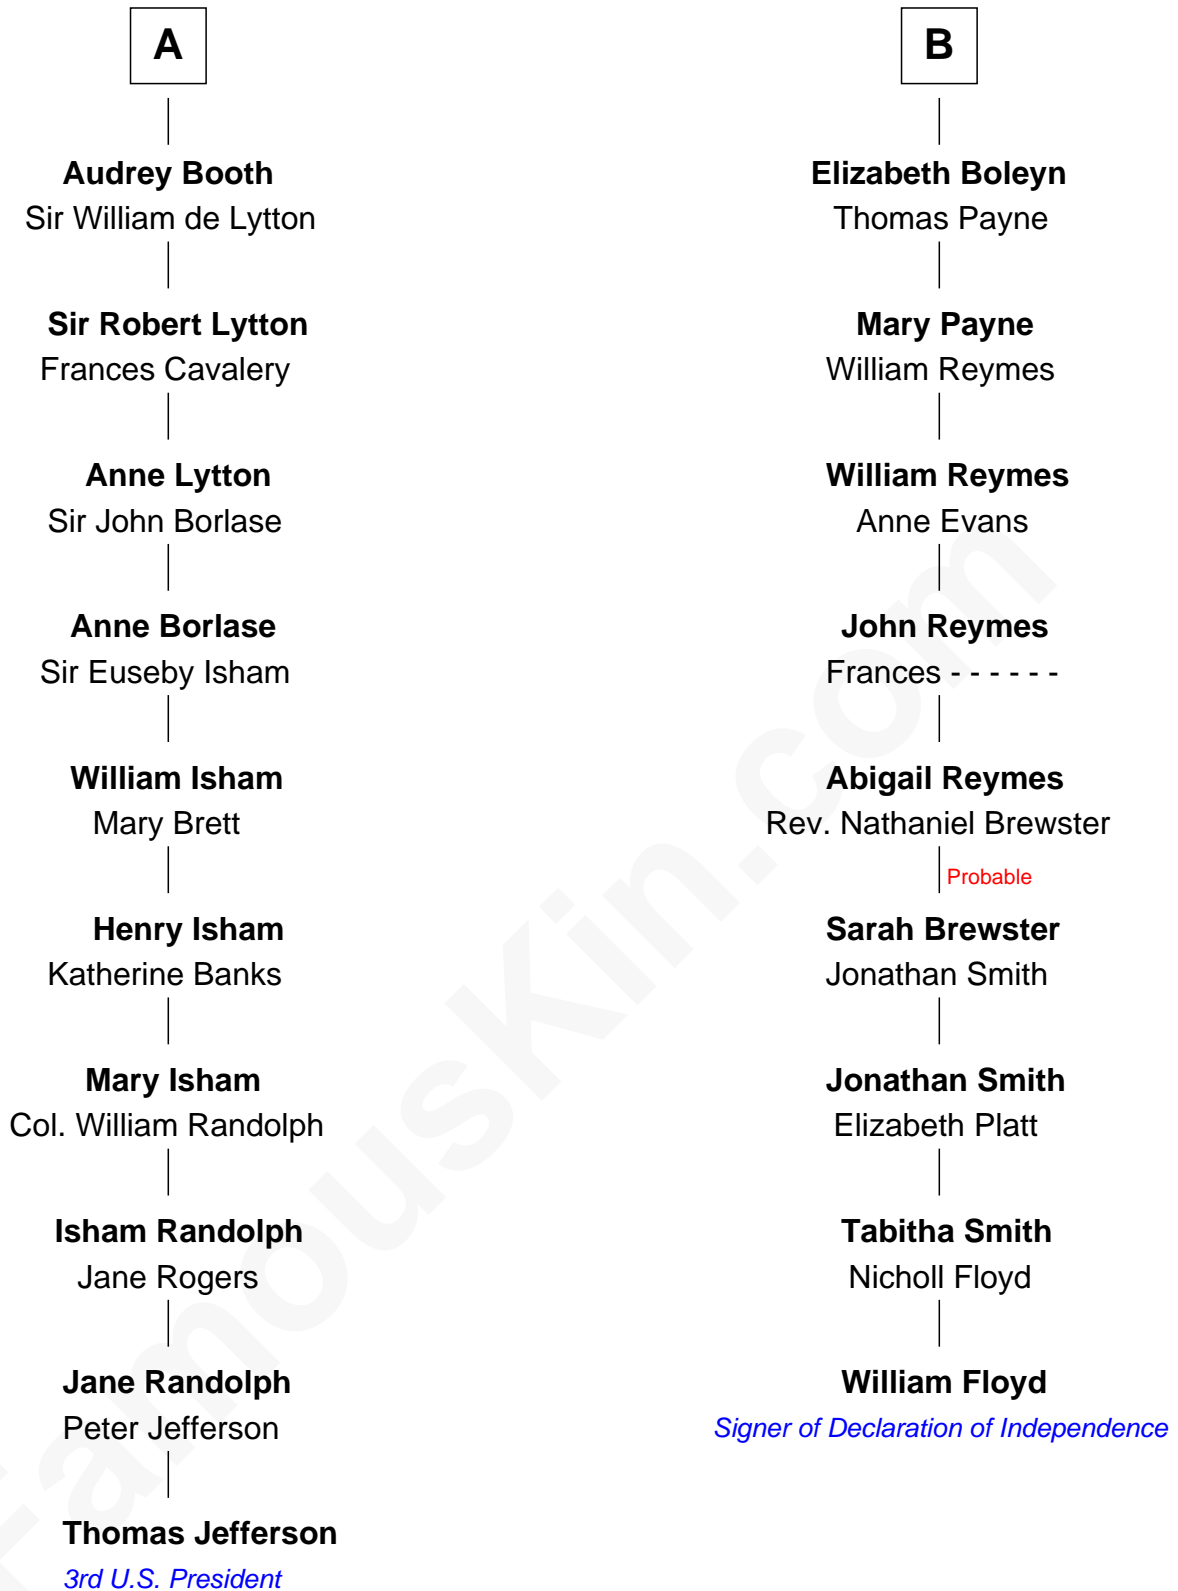 A
Audrey Booth
Sir William de Lytton
Sir Robert Lytton
Frances Cavalery
Anne Lytton
Sir John Borlase
Anne Borlase
Sir Euseby Isham
William Isham
Mary Brett
Henry Isham
Katherine Banks
Mary Isham
Col. William Randolph
Isham Randolph
Jane Rogers
Jane Randolph
Peter Jefferson
Thomas Jefferson
3rd U.S. President
B
Elizabeth Boleyn
Thomas Payne
Mary Payne
William Reymes
William Reymes
Anne Evans
John Reymes
Frances - - - - - -
Abigail Reymes
Rev. Nathaniel Brewster
Probable
Sarah Brewster
Jonathan Smith
Jonathan Smith
Elizabeth Platt
Tabitha Smith
Nicholl Floyd
William Floyd
Signer of Declaration of Independence
FamousKin.com